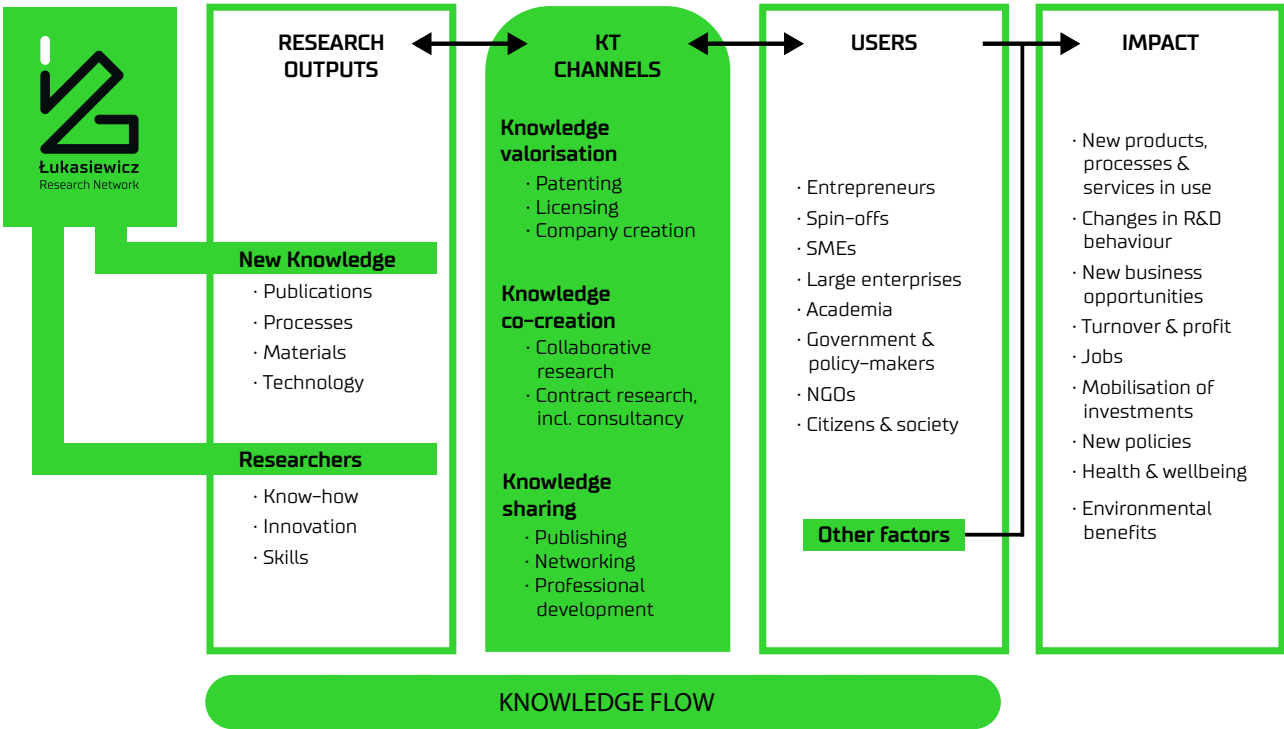 Łukasiewicz
Research Network
RESEARCH
OUTPUTS
New Knowledge
· Publications
· Processes
· Materials
· Technology
Researchers
· Know-how
· Innovation
· Skills
KT
CHANNELS
Knowledge
valorisation
· Patenting
· Licensing
· Company creation
Knowledge
co-creation
· Collaborative
research
· Contract research,
incl. consultancy
Knowledge
sharing
· Publishing
· Networking
· Professional
development
USERS
· Entrepreneurs
· Spin-offs
· SMEs
· Large enterprises
· Academia
· Government &
policy-makers
· NGOs
· Citizens & society
Other factors
IMPACT
· New products,
processes &
services in use
· Changes in R&D
behaviour
· New business
opportunities
· Turnover & profit
· Jobs
· Mobilisation of
investments
· New policies
· Health & wellbeing
· Environmental
benefits
KNOWLEDGE FLOW